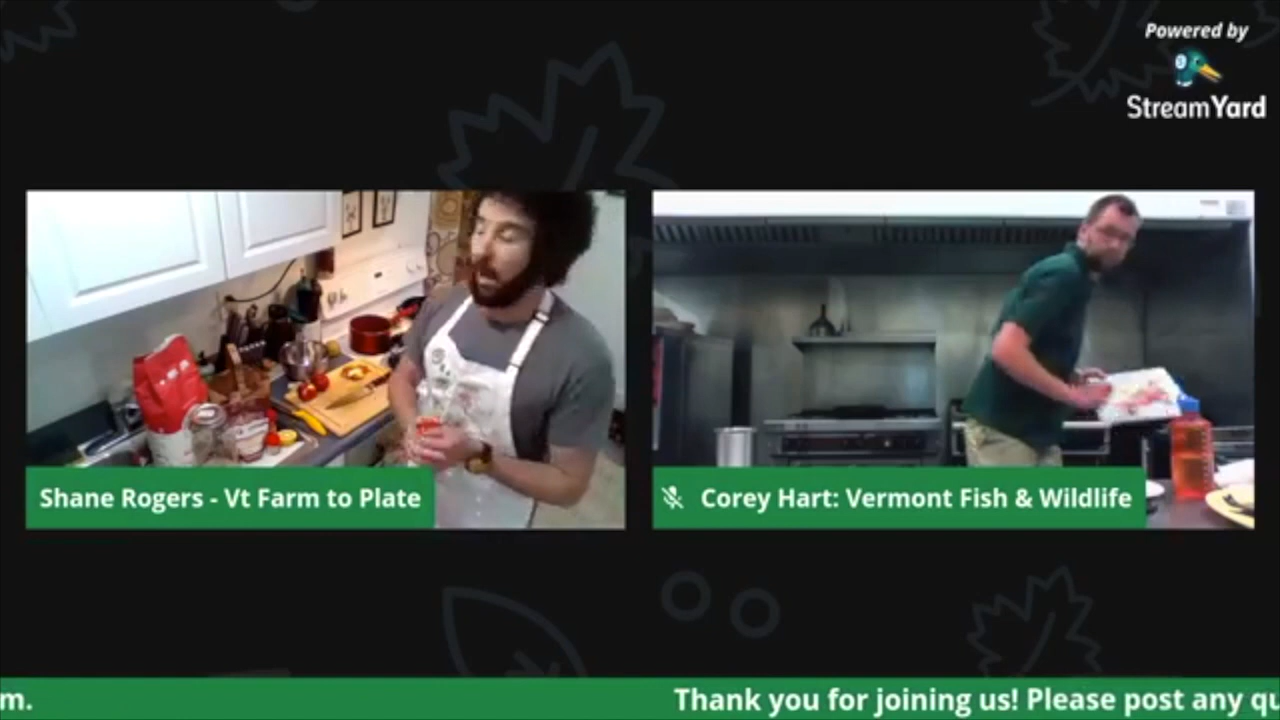 Powered by
StreamYard
Shane Rogers - Vt Farm to Plate
Corey Hart: Vermont Fish & Wildlife
m.
Thank you for joining us! Please post any qu